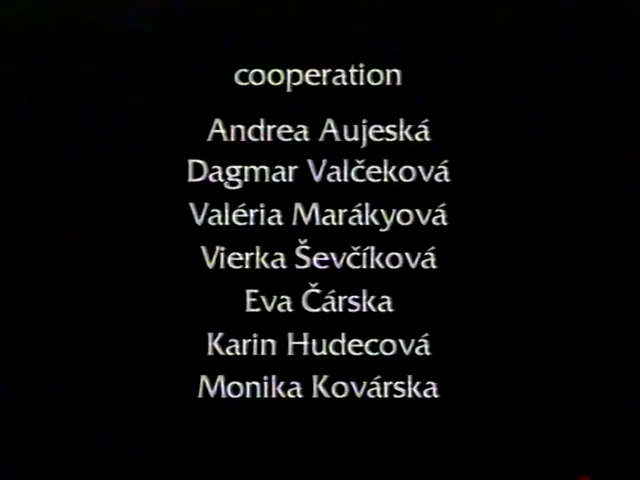 cooperation
Andrea Aujeská
Dagmar Valčeková
Valéria Marákyová
Vierka Ševčíková
Eva Čárska
Karin Hudecová
Monika Kovárska